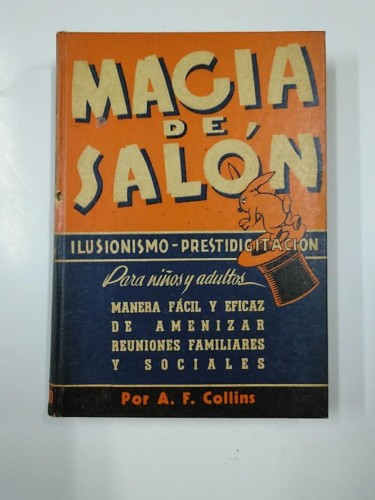 MAGIA
DE
SALÓN
ILUSIONISMO-PRESTIDIGITACIÓN
Para niños y adultos
MANERA FÁCIL Y EFICAZ
DE AMENIZAR
REUNIONES FAMILIARES
Y SOCIALES
Por A. F. Collins